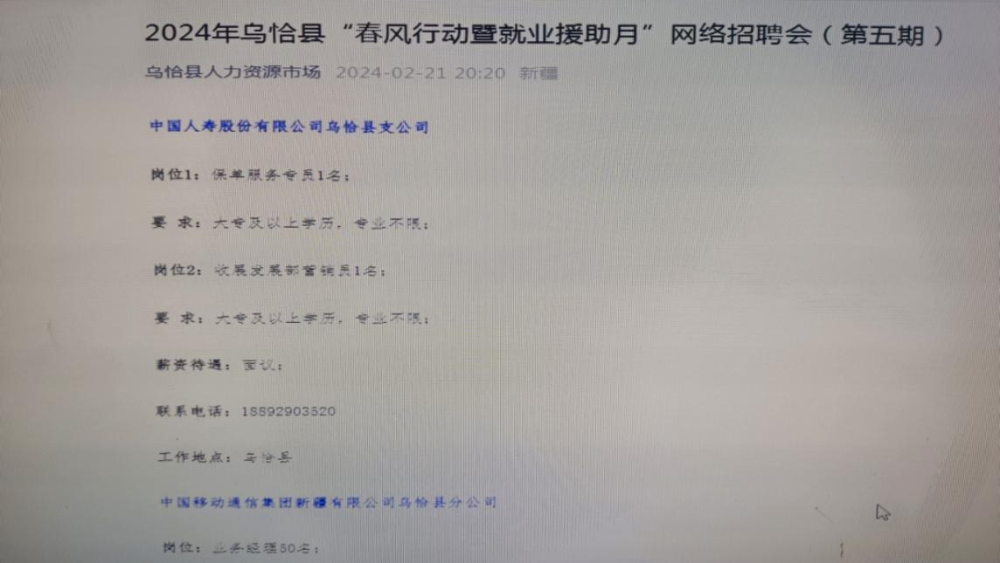 2024年乌恰县“春风行动暨就业援助月”网络招聘会（第五期）
乌恰县人力资源市场 2024-02-21 20:20 新疆
中国人寿股份有限公司乌恰县支公司
岗位1：保单服务专员1名；
要 求：大专及以上学历，专业不限；
岗位2：收展发展部营销员1名；
要 求：大专及以上学历，专业不限；
薪资待遇：面议；
联系电话：18892903520
工作地点：乌恰县
中国移动通信集团新疆有限公司乌恰县分公司
岗位：业务经理50名；